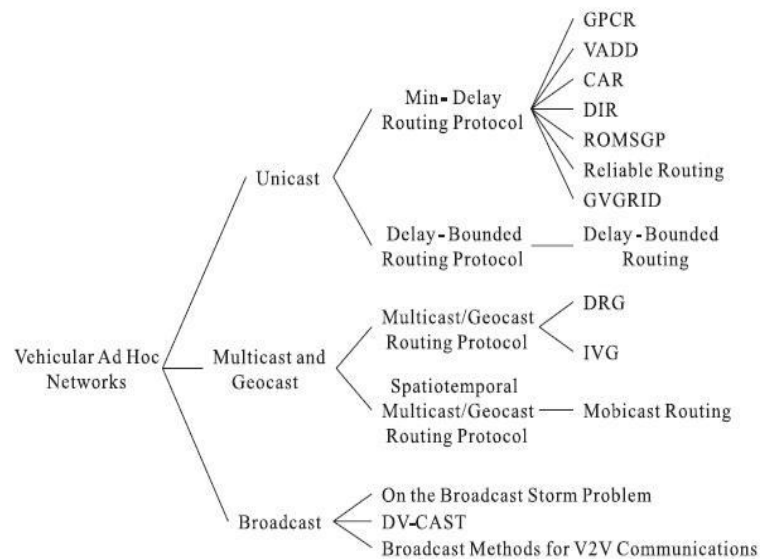 GPCR
VADD
CAR
DIR
ROMSGP
Reliable Routing
GVGRID
Min-Delay
Routing Protocol
Unicast
Delay-Bounded
Routing Protocol
Delay-Bounded
Routing
Vehicular Ad Hoc
Networks
Multicast and
Geocast
Multicast/Geocast
Routing Protocol
DRG
IVG
Spatiotemporal
Multicast/Geocast
Routing Protocol
Mobicast Routing
Broadcast
On the Broadcast Storm Problem
DV-CAST
Broadcast Methods for V2V Communications